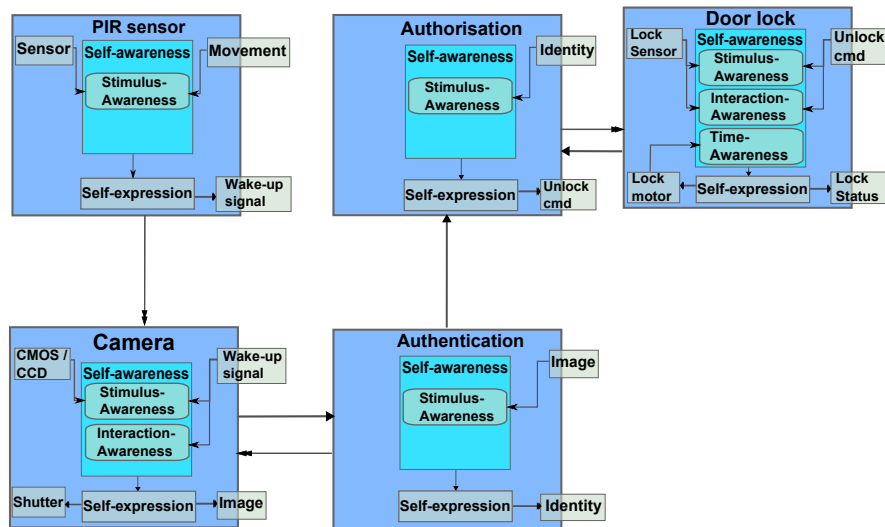 PIR sensor
Sensor
Self-awareness
Movement
Stimulus-
Awareness
Self-expression
Wake-up
signal
Authorisation
Self-awareness
Identity
Stimulus-
Awareness
Self-expression
Unlock
cmd
Door lock
Lock
Sensor
Self-awareness
Unlock
cmd
Stimulus-
Awareness
Interaction-
Awareness
Time-
Awareness
Lock
motor
Self-expression
Lock
Status
Camera
CMOS /
CCD
Self-awareness
Wake-up
signal
Stimulus-
Awareness
Interaction-
Awareness
Shutter
Self-expression
Image
Authentication
Self-awareness
Image
Stimulus-
Awareness
Self-expression
Identity